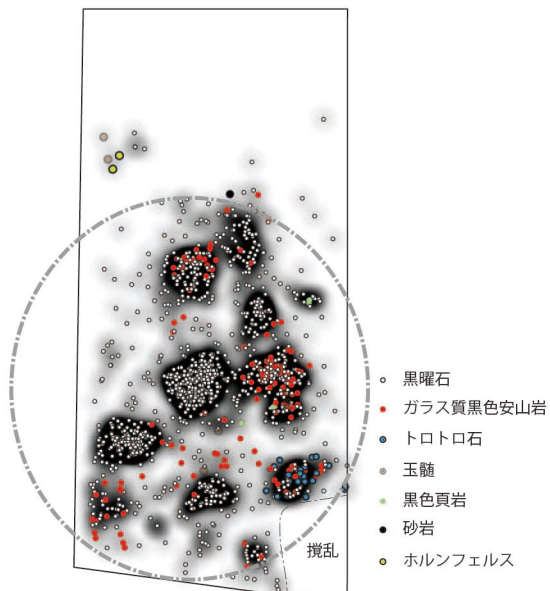 黒曜石
ガラス質黒色安山岩
トロトロ石
玉髄
黒色頁岩
砂岩
ホルンフェルス
撹乱